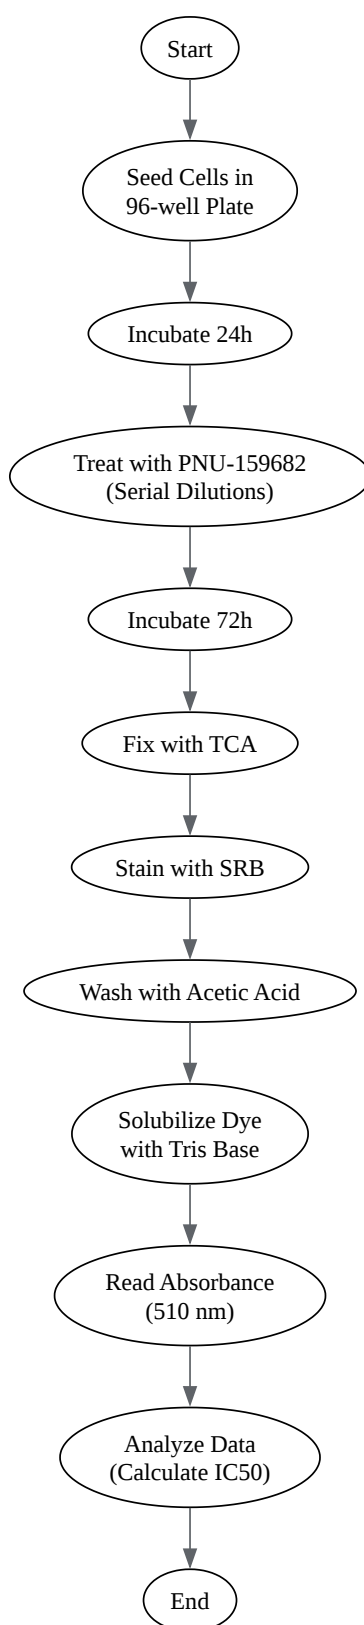 Start
Seed Cells in
96-well Plate
Incubate 24h
Treat with PNU-159682
(Serial Dilutions)
Incubate 72h
Fix with TCA
Stain with SRB
Wash with Acetic Acid
Solubilize Dye
with Tris Base
Read Absorbance
(510 nm)
Analyze Data
(Calculate IC50)
End